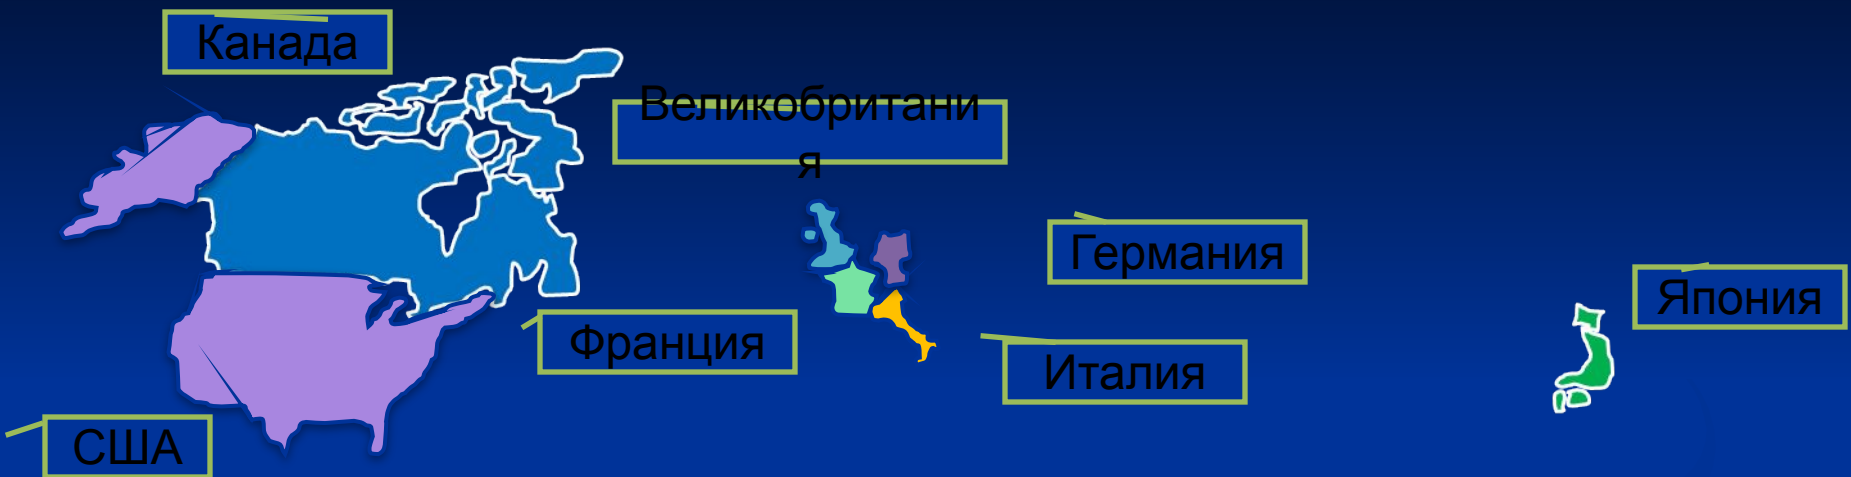 Канада
Великобритани
я
Германия
Япония
Франция
Италия
США